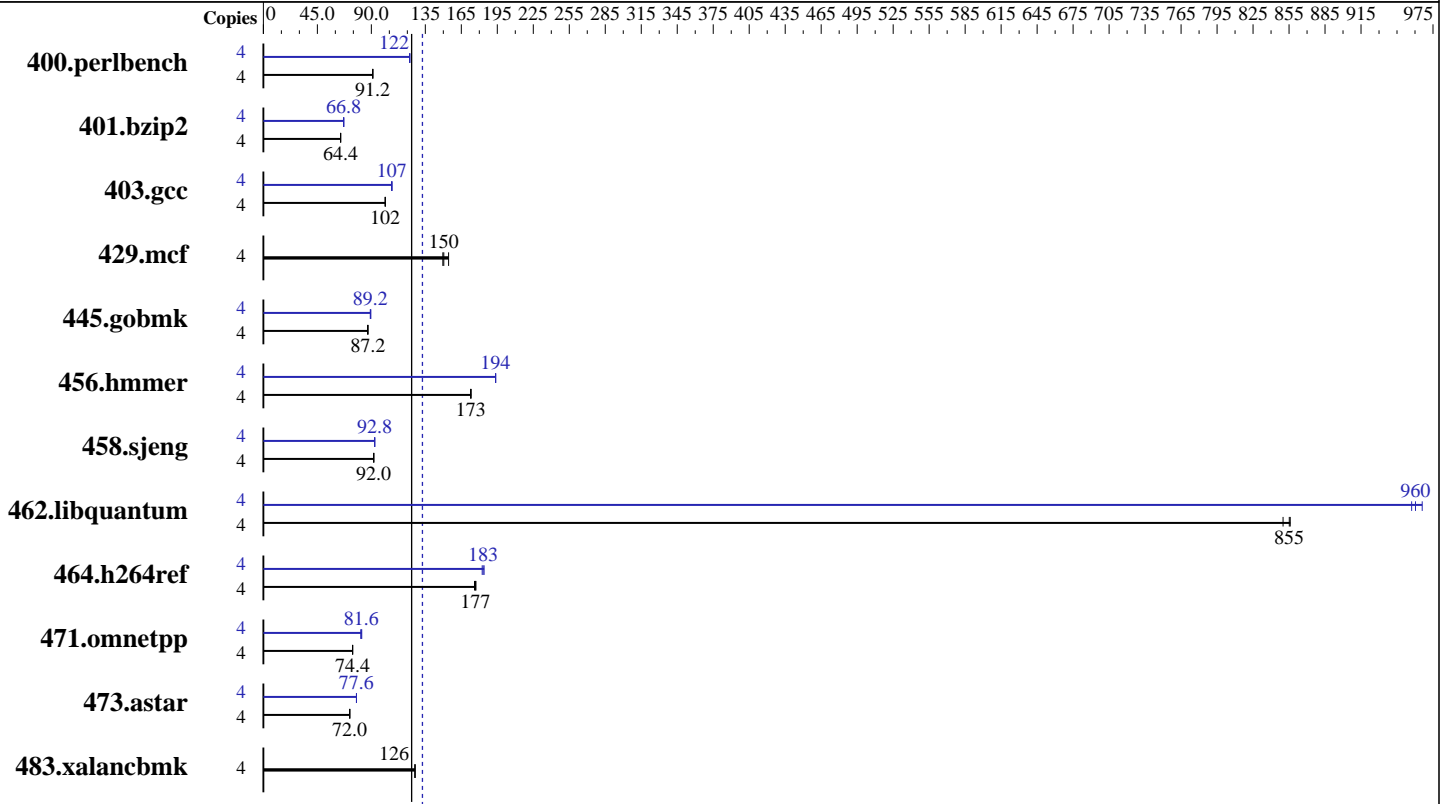 Copies 0 45.0 90.0 135 165 195 225 255 285 315 345 375 405 435 465 495 525 555 585 615 645 675 705 735 765 795 825 855 885 915 975
400.perlbench 4 122
4 91.2
401.bzip2 4 66.8
4 64.4
403.gcc 4 107
4 102
429.mcf 4 150
445.gobmk 4 89.2
4 87.2
456.hmmer 4 194
4 173
458.sjeng 4 92.8
4 92.0
462.libquantum 4 960
4 855
464.h264ref 4 183
4 177
471.omnetpp 4 81.6
4 74.4
473.astar 4 77.6
4 72.0
483.xalancbmk 4 126